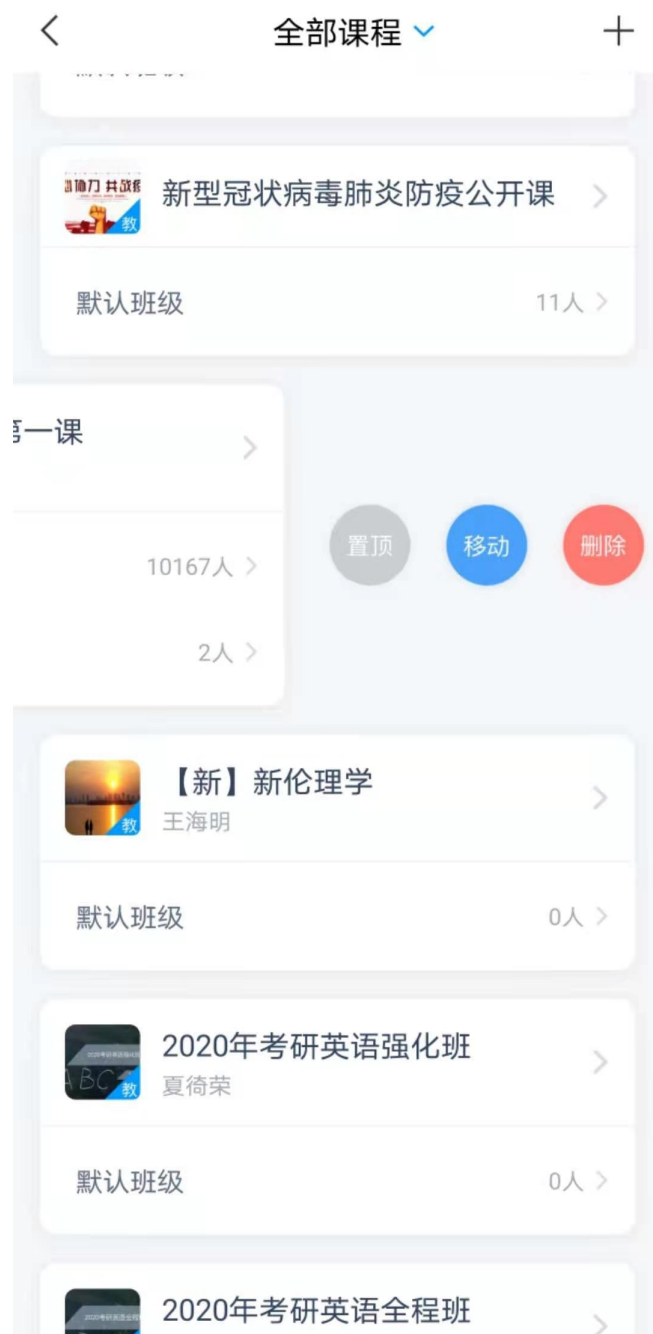 全部课程
新型冠状病毒肺炎防疫公开课
教
默认班级
11人
第一课
10167人
置顶
移动
删除
2人
【新】新伦理学
教
王海明
默认班级
0人
2020年考研英语强化班
ABC
教
夏徛荣
默认班级
0人
2020年考研英语全程班